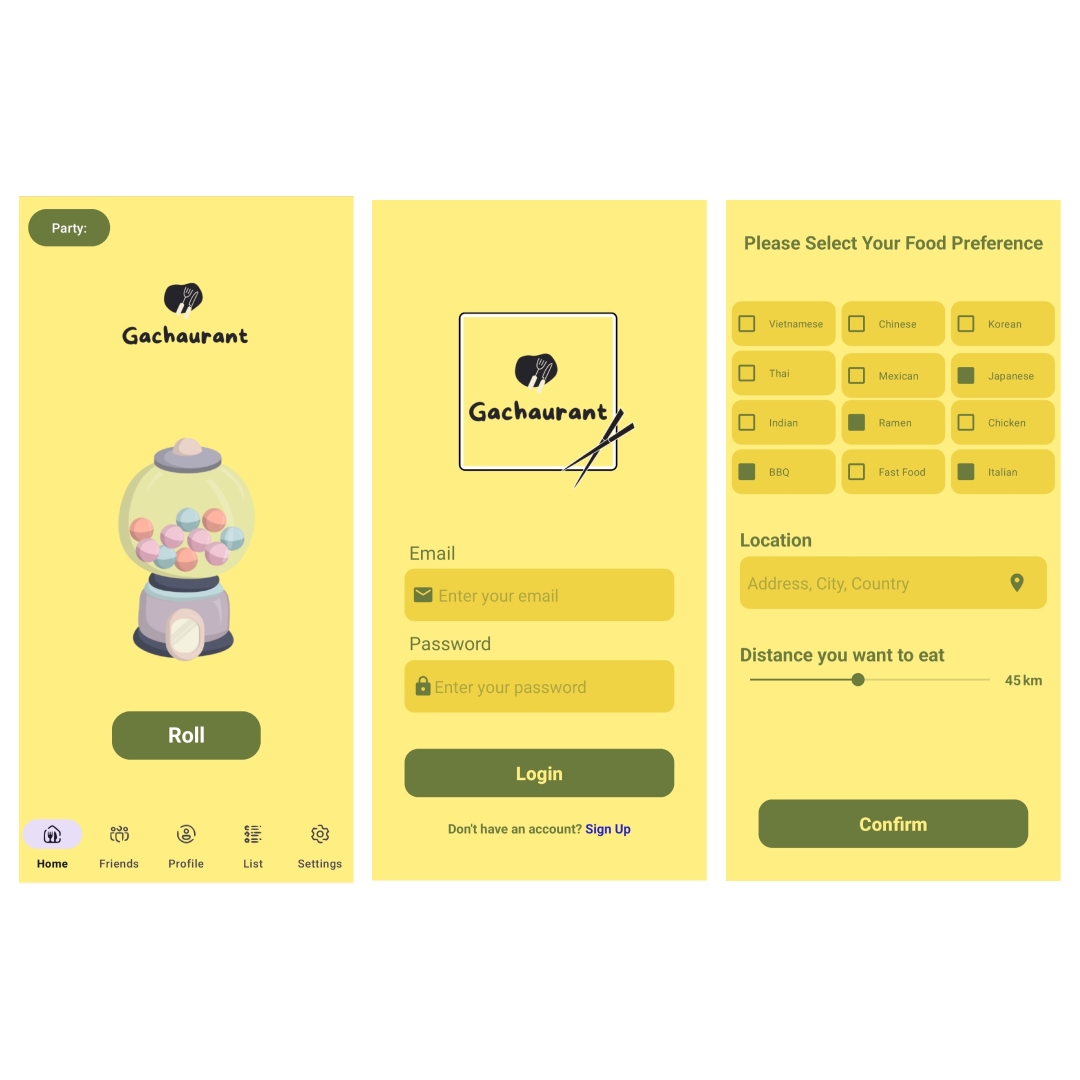 Party:
Gachaurant
Roll
Home Friends Profile List Settings
Gachaurant
Email
Enter your email
Password
Enter your password
Login
Don't have an account? Sign Up
Please Select Your Food Preference
Vietnamese Chinese Korean
Thai Mexican Japanese
Indian Ramen Chicken
BBQ Fast Food Italian
Location
Address, City, Country
Distance you want to eat
45 km
Confirm